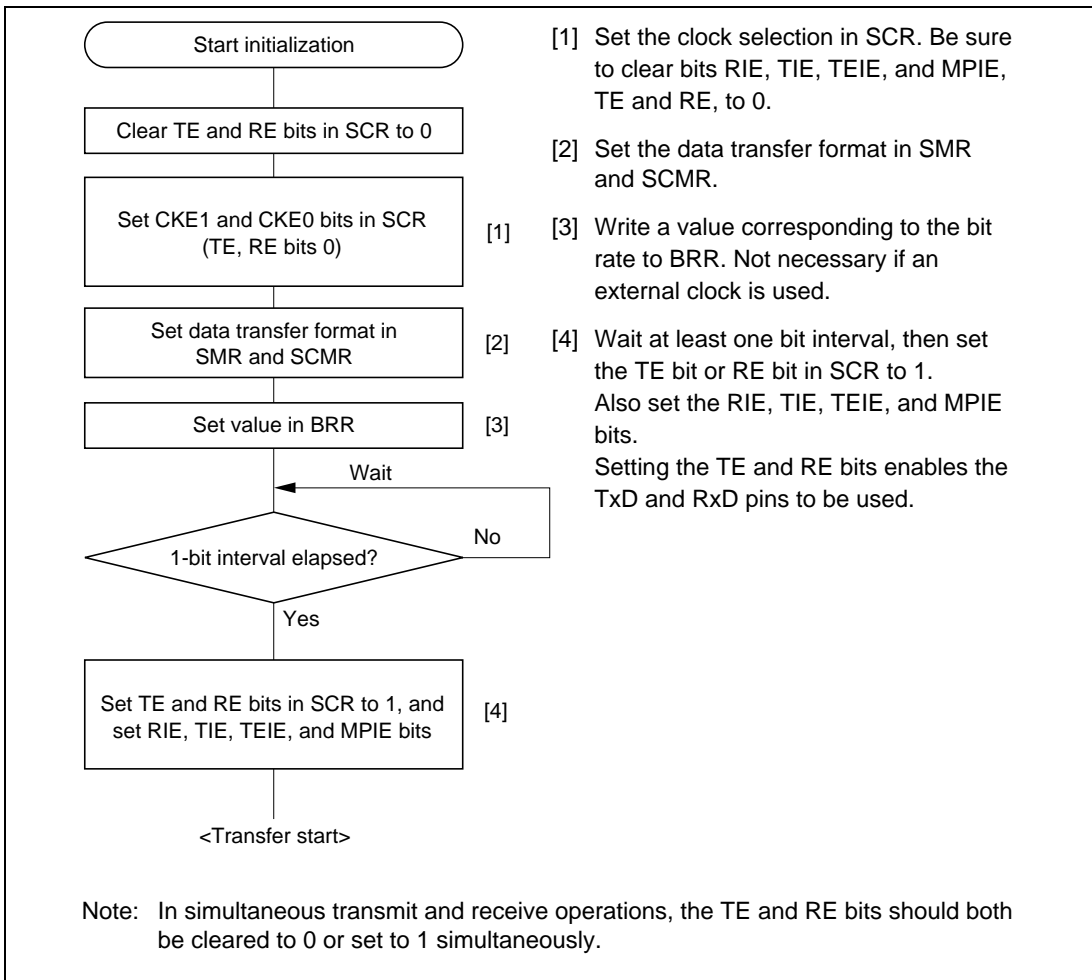 Start initialization
Clear TE and RE bits in SCR to 0
Set CKE1 and CKE0 bits in SCR
(TE, RE bits 0)
[1]
Set data transfer format in
SMR and SCMR
[2]
Set value in BRR
[3]
Wait
No
1-bit interval elapsed?
Yes
Set TE and RE bits in SCR to 1, and
set RIE, TIE, TEIE, and MPIE bits
[4]
<Transfer start>
[1] Set the clock selection in SCR. Be sure
to clear bits RIE, TIE, TEIE, and MPIE,
TE and RE, to 0.
[2] Set the data transfer format in SMR
and SCMR.
[3] Write a value corresponding to the bit
rate to BRR. Not necessary if an
external clock is used.
[4] Wait at least one bit interval, then set
the TE bit or RE bit in SCR to 1.
Also set the RIE, TIE, TEIE, and MPIE
bits.
Setting the TE and RE bits enables the
TxD and RxD pins to be used.
Note: In simultaneous transmit and receive operations, the TE and RE bits should both
be cleared to 0 or set to 1 simultaneously.